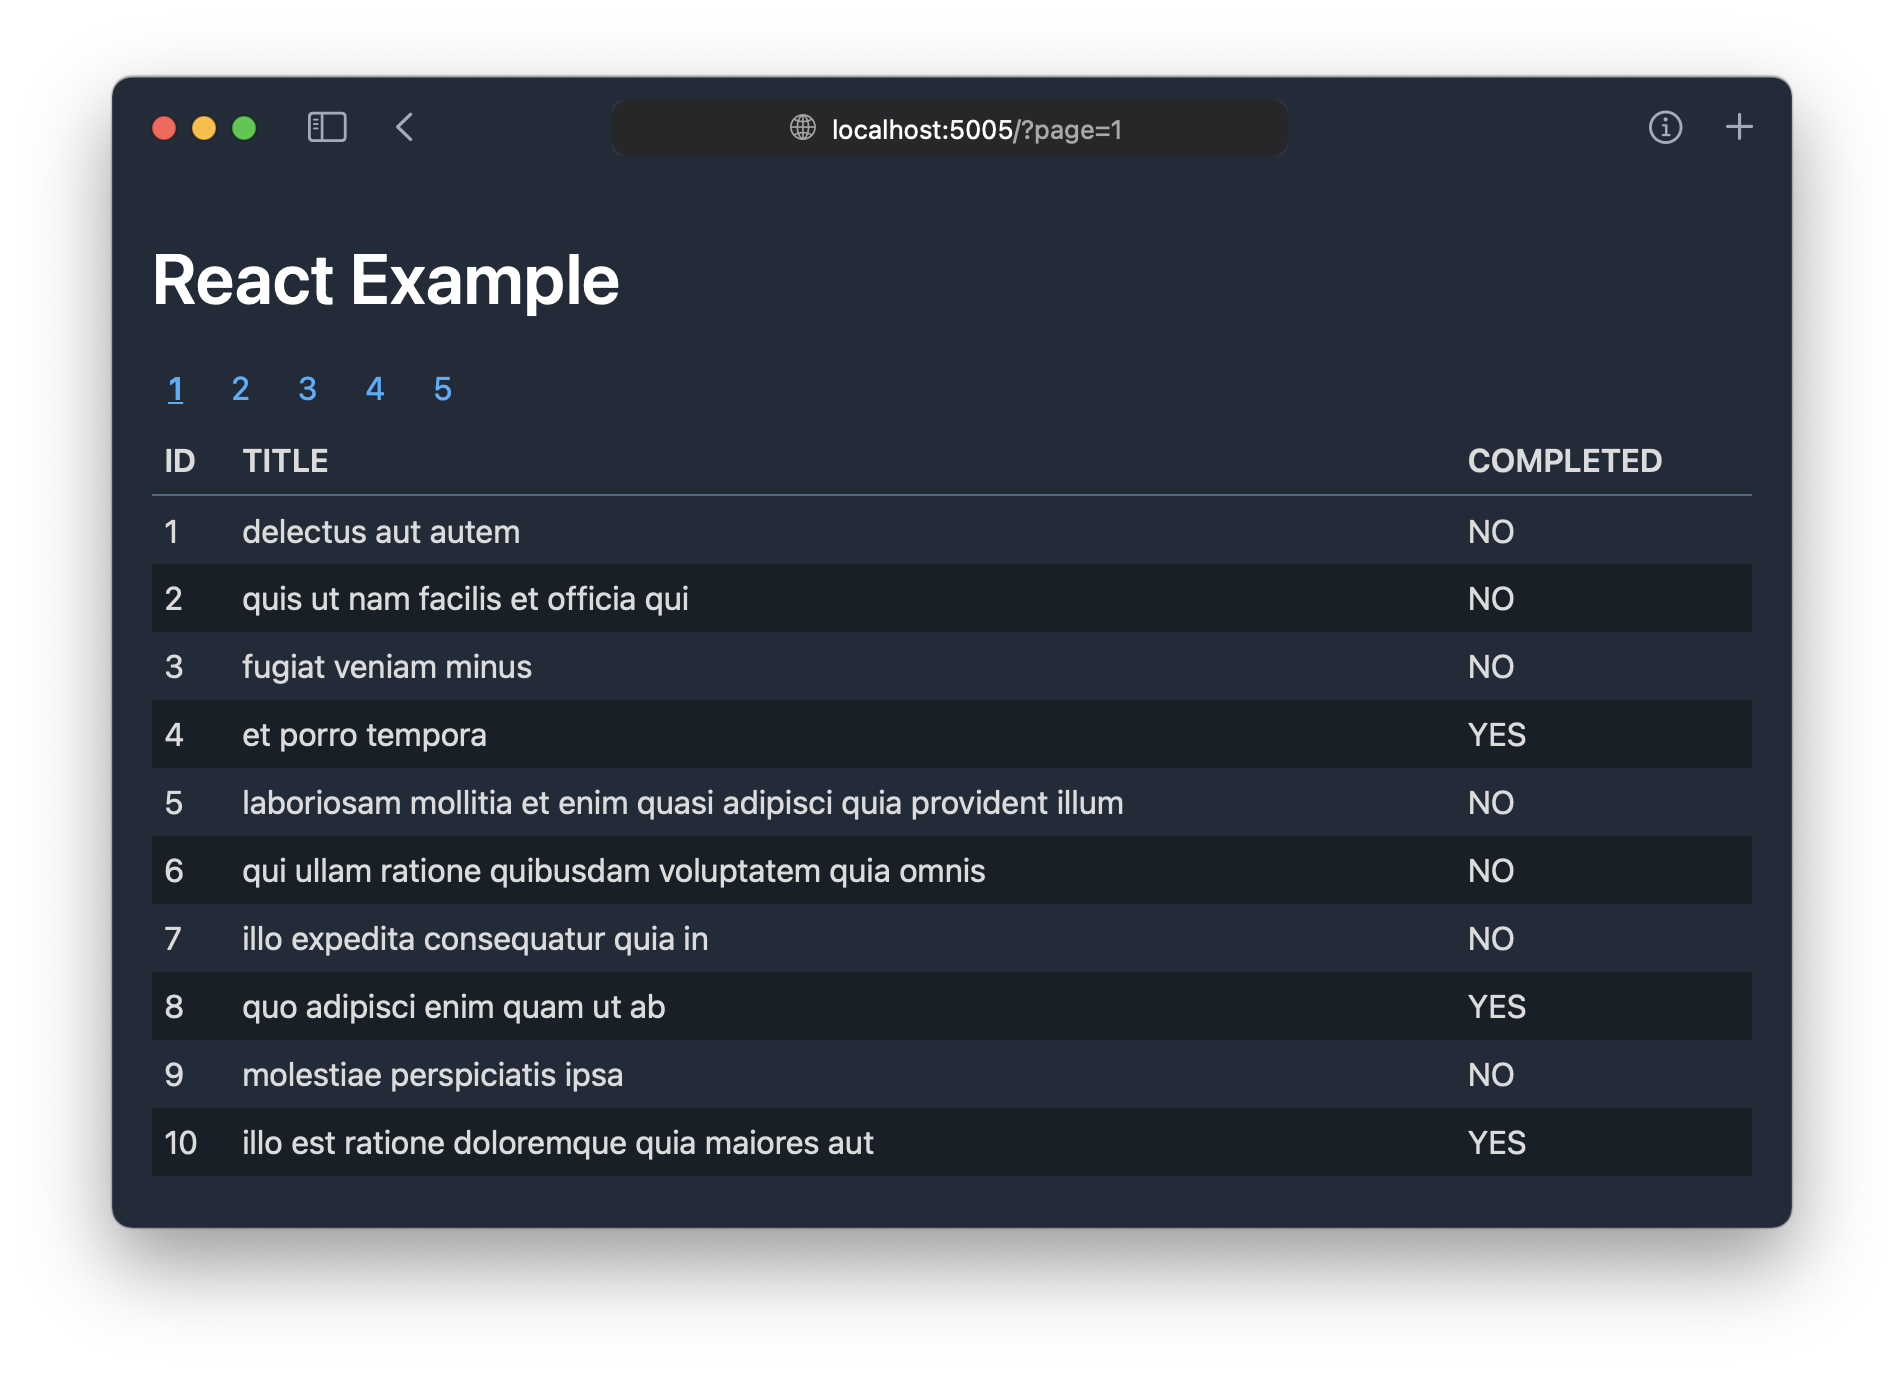 localhost:5005/?page=1
React Example
1 2 3 4 5
ID TITLE COMPLETED
1 delectus aut autem NO
2 quis ut nam facilis et officia qui NO
3 fugiat veniam minus NO
4 et porro tempora YES
5 laboriosam mollitia et enim quasi adipisci quia provident illum NO
6 qui ullam ratione quibusdam voluptatem quia omnis NO
7 illo expedita consequatur quia in NO
8 quo adipisci enim quam ut ab YES
9 molestiae perspiciatis ipsa NO
10 illo est ratione doloremque quia maiores aut YES